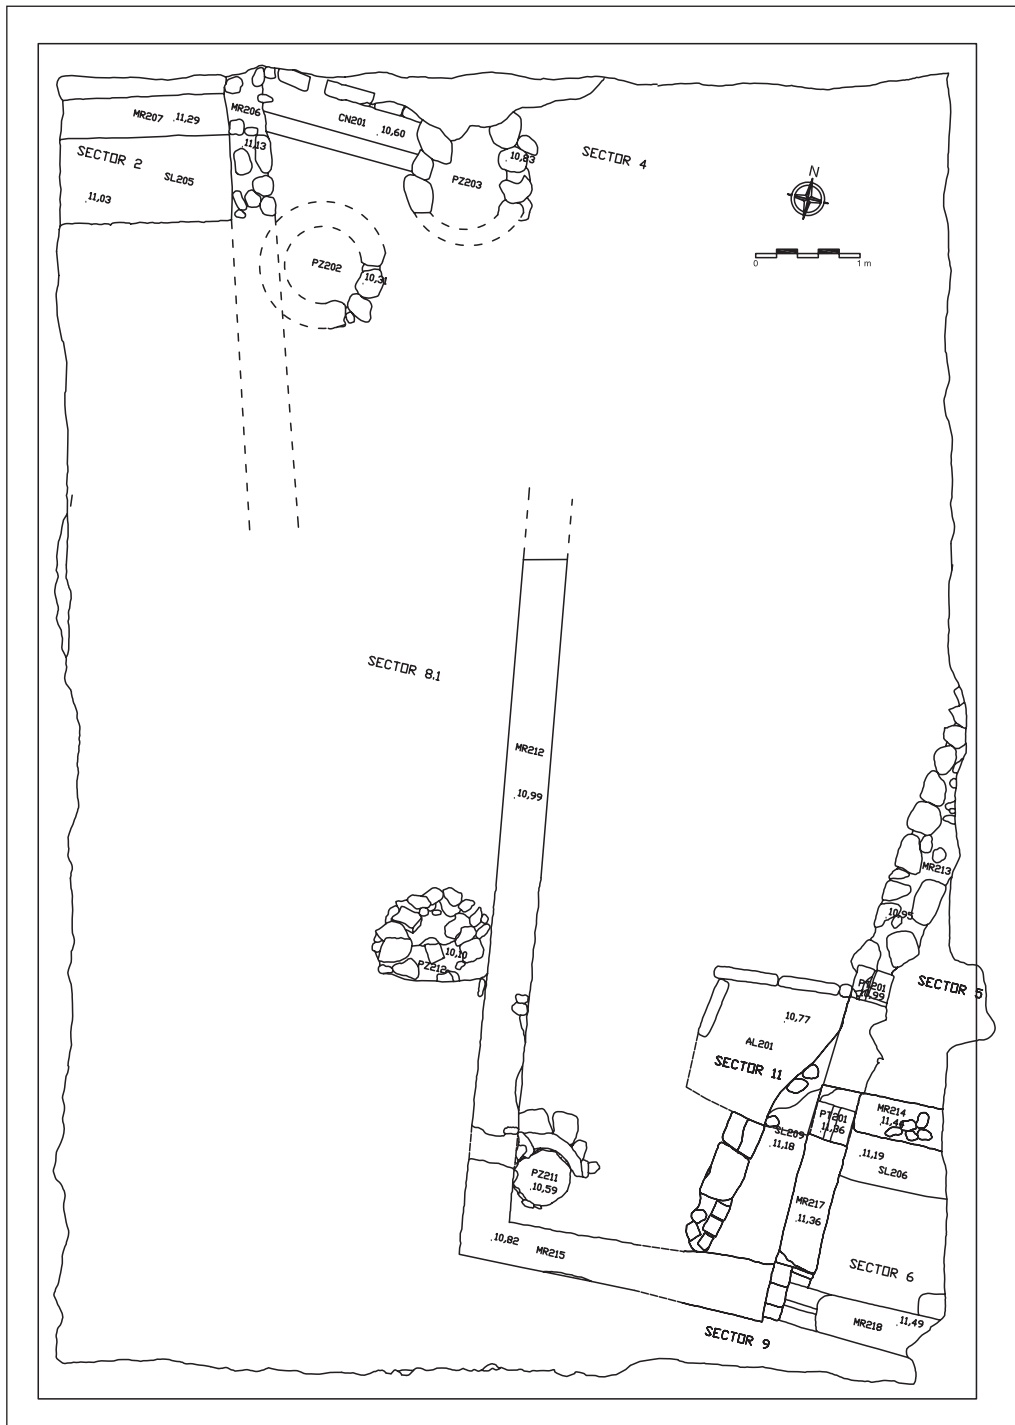 MR207 .11,29
MR206
CN201
.10,60
11,13
SECTOR 2
SL205
.11,03
.10,83
SECTOR 4
PZ203
N
PZ202
.10,31
0 1 m
SECTOR 8.1
MR212
.10,99
MR213
.10,95
.10,10
PZ212
PT201
10,99
SECTOR 5
.10,77
AL201
SECTOR 11
PT201
.11,36
MR214
SL209
.11,18
.11,19
SL206
PZ211
.10,59
MR217
.11,36
.10,82 MR215
SECTOR 6
MR218
.11,49
SECTOR 9